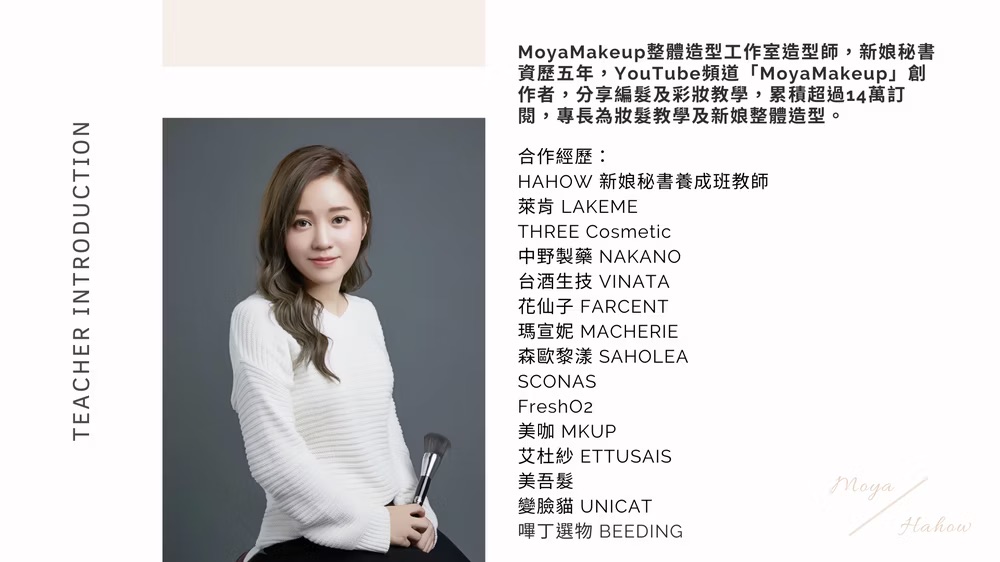 TEACHER INTRODUCTION
MoyaMakeup整體造型工作室造型師，新娘秘書
資歷五年，YouTube頻道「MoyaMakeup」創
作者，分享編髮及彩妝教學，累積超過14萬訂
閱，專長為妝髮教學及新娘整體造型。
合作經歷：
HAHOW 新娘秘書養成班教師
萊肯 LAKEME
THREE Cosmetic
中野製藥 NAKANO
台酒生技 VINATA
花仙子 FARCENT
瑪宣妮 MACHERIE
森歐黎漾 SAHOLEA
SCONAS
FreshO2
美咖 MKUP
艾杜紗 ETTUSAIS
美吾髮
變臉貓 UNICAT
嗶丁選物 BEEDING
Moya
Hahow